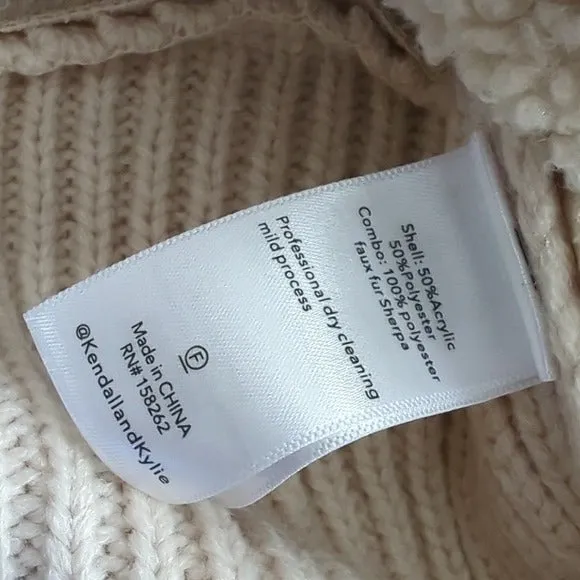 Shell: 50%Acrylic
50%Polyester
Combo: 100% polyester
faux fur Sherpa
Professional dry cleaning
mild process
F
Made in CHINA
RN#158262
@KendallandKylie